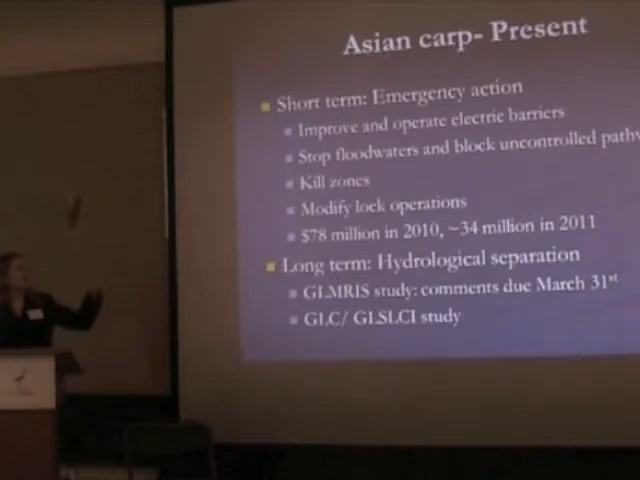 Asian carp- Present
Short term: Emergency action
Improve and operate electric barriers
Stop floodwaters and block uncontrolled
Kill zones
Modify lock operations
$78 million in 2010, ~34 million in 2011
Long term: Hydrological separation
GLMRIS study: comments due March 31st
GLC/ GLSLCI study